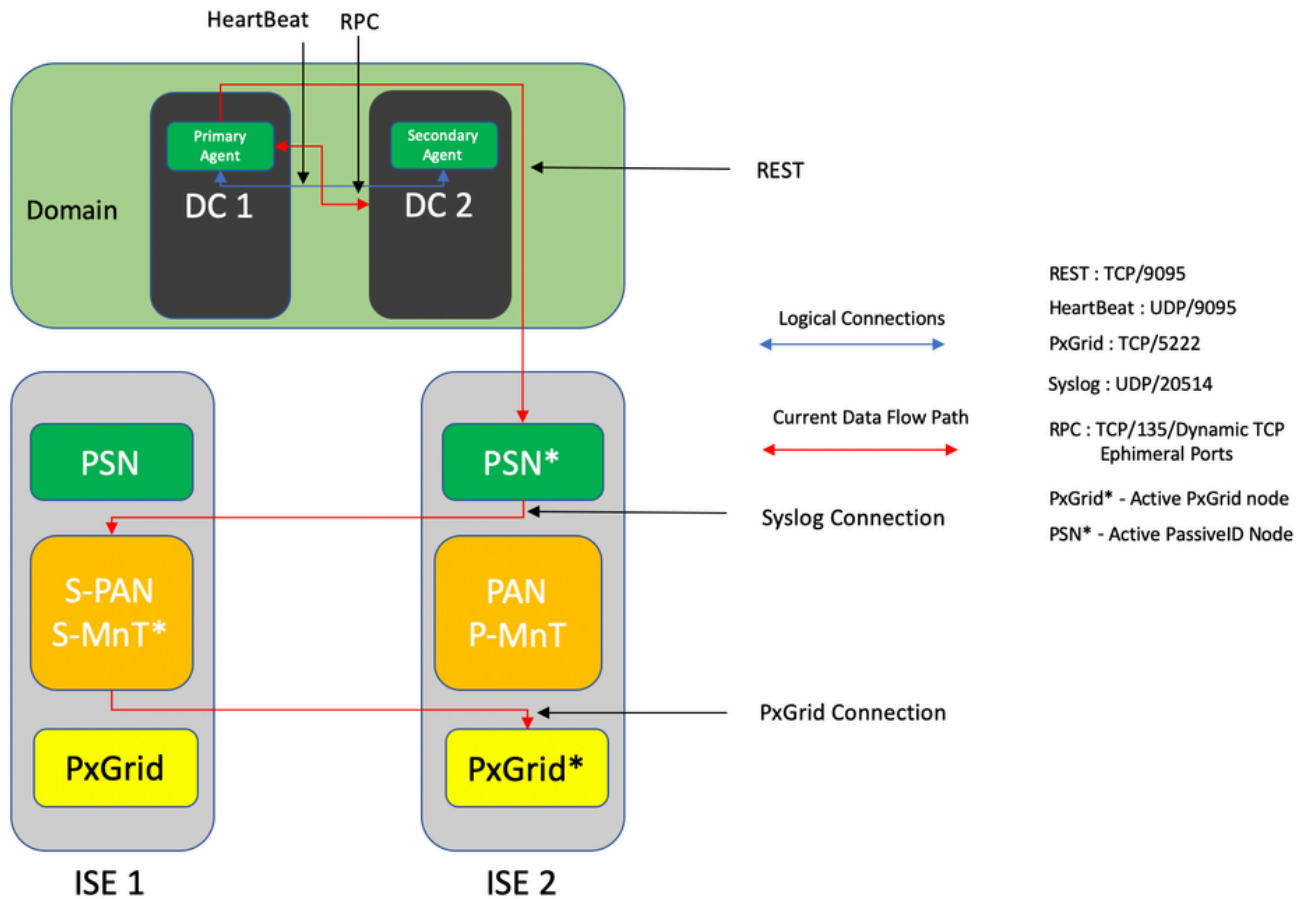 HeartBeat
RPC
Primary
Agent
Secondary
Agent
REST
Domain
DC 1
DC 2
REST : TCP/9095
HeartBeat : UDP/9095
Logical Connections
PxGrid : TCP/5222
Syslog : UDP/20514
Current Data Flow Path
RPC : TCP/135/Dynamic TCP
Ephimeral Ports
PSN
PSN*
PxGrid* - Active PxGrid node
Syslog Connection
PSN* - Active PassiveID Node
S-PAN
S-MnT*
PAN
P-MnT
PxGrid Connection
PxGrid
PxGrid*
ISE 1
ISE 2